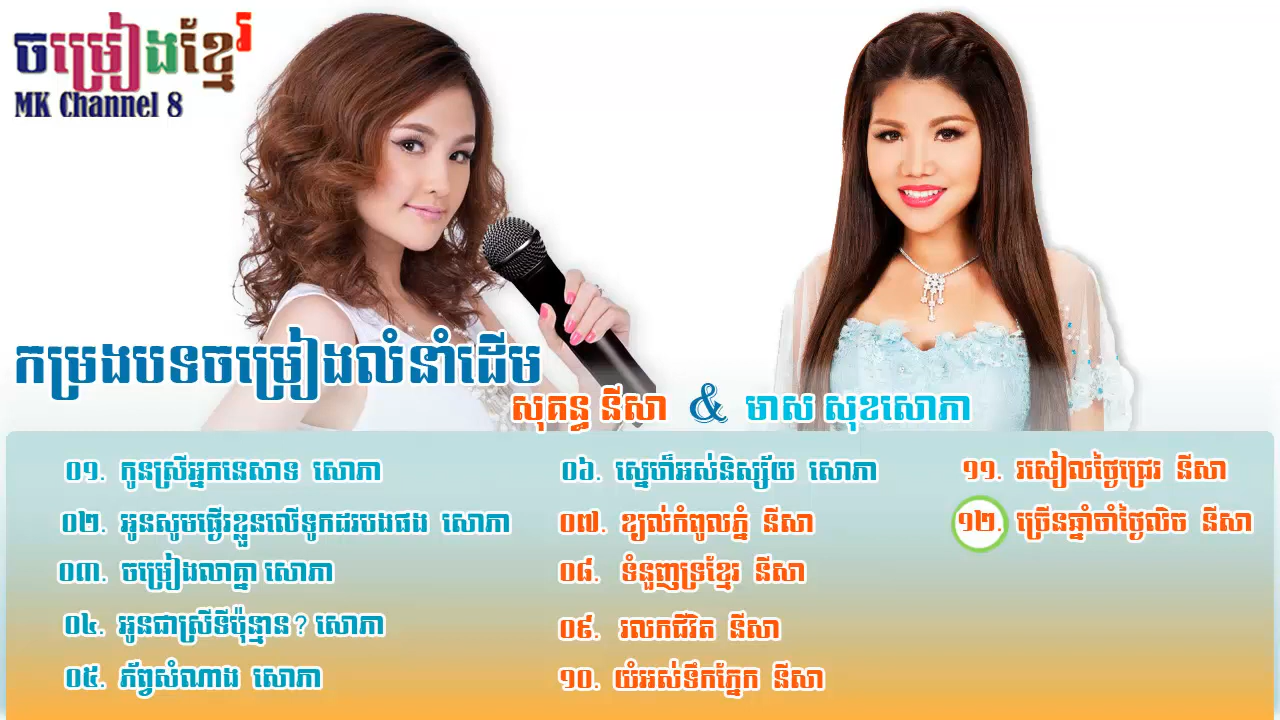 ចម្រៀងខ្មែរ
MK Channel 8
កម្រងបទចម្រៀងលំនាំដើម
សុគន្ធ នីសា & មាស សុខសោភា
០១. កូនស្រីអ្នកនេសាទ សោភា
០២. អូនសូមផ្ងើរខ្លួនលើទូកដរបងផង សោភា
០៣. ចម្រៀងលាគ្នា សោភា
០៤. អូនជាស្រីទីប៉ុន្មាន? សោភា
០៥. ភ័ព្វសំណាង សោភា
០៦. ស្នេហ៍អស់និស្ស័យ សោភា
០៧. ខ្យល់កំពូលភ្នំ នីសា
០៨. ទំនួញទ្រខ្មែរ នីសា
០៩. រលកជីវិត នីសា
១០. យំអស់ទឹកភ្នែក នីសា
១១. រសៀលថ្ងៃជ្រេរ នីសា
១២. ច្រើនឆ្នាំចាំថ្ងៃលិច នីសា